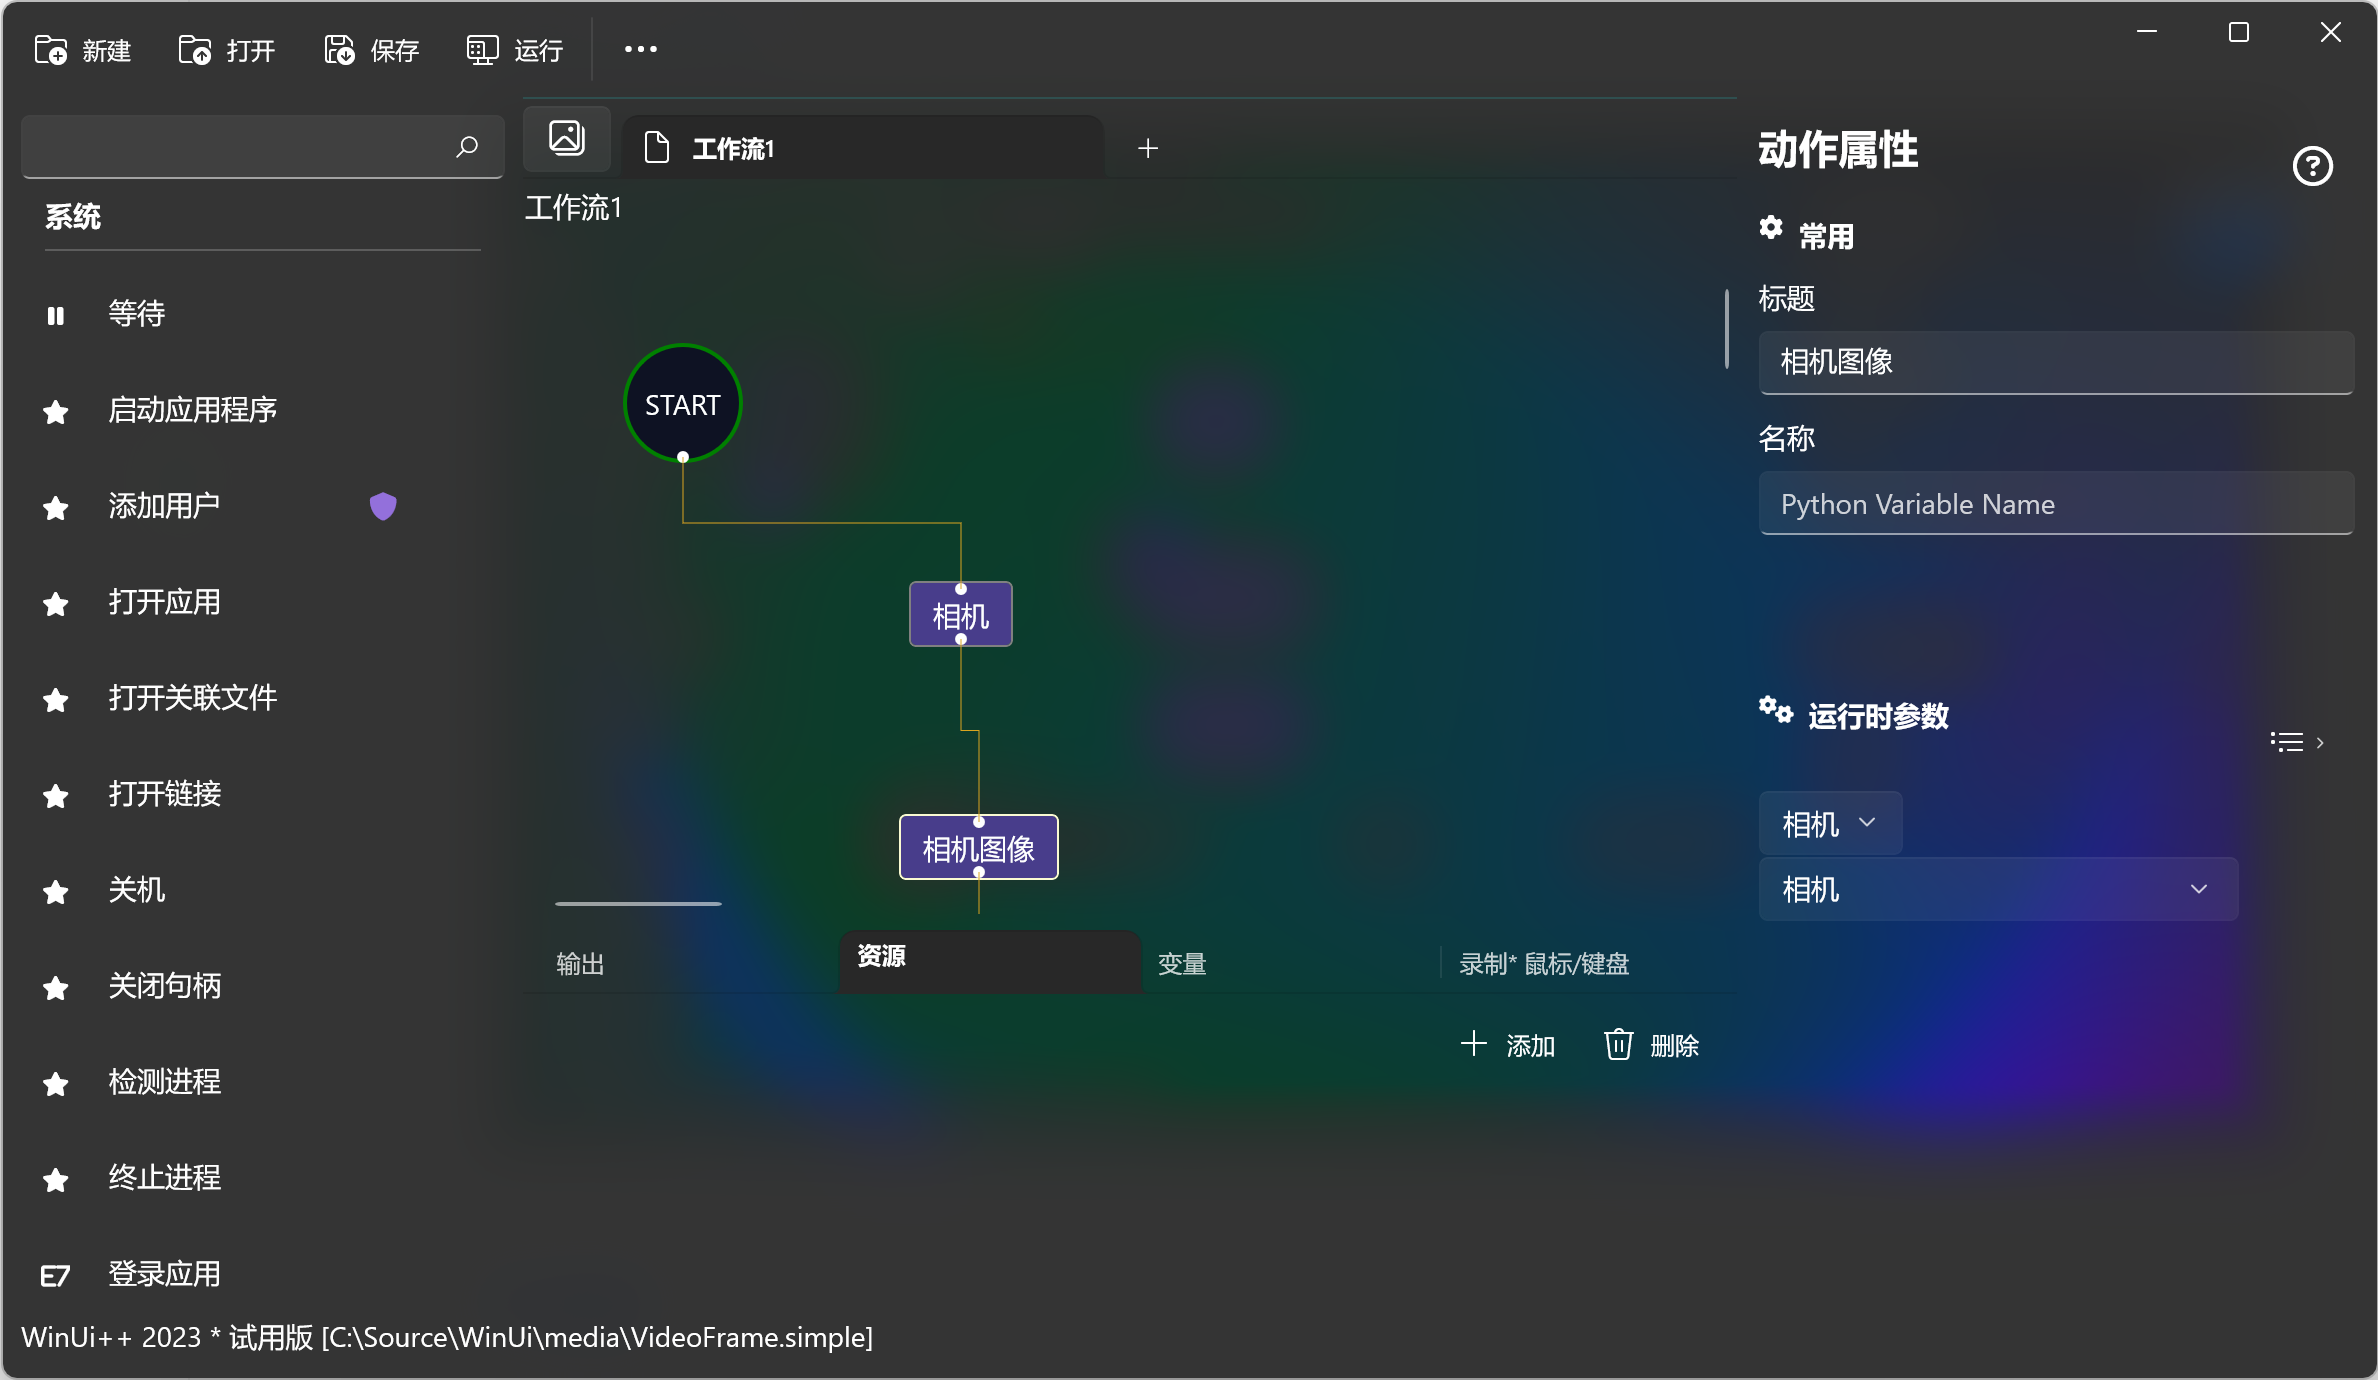 新建 打开 保存 运行
工作流1
系统
等待
启动应用程序
添加用户
打开应用
打开关联文件
打开链接
关机
关闭句柄
检测进程
终止进程
E7 登录应用
工作流1
START
相机
相机图像
输出 资源 变量 录制* 鼠标/键盘
添加 删除
动作属性
常用
标题
相机图像
名称
Python Variable Name
运行时参数
相机
相机
WinUi++ 2023 * 试用版 [C:\Source\WinUi\media\VideoFrame.simple]